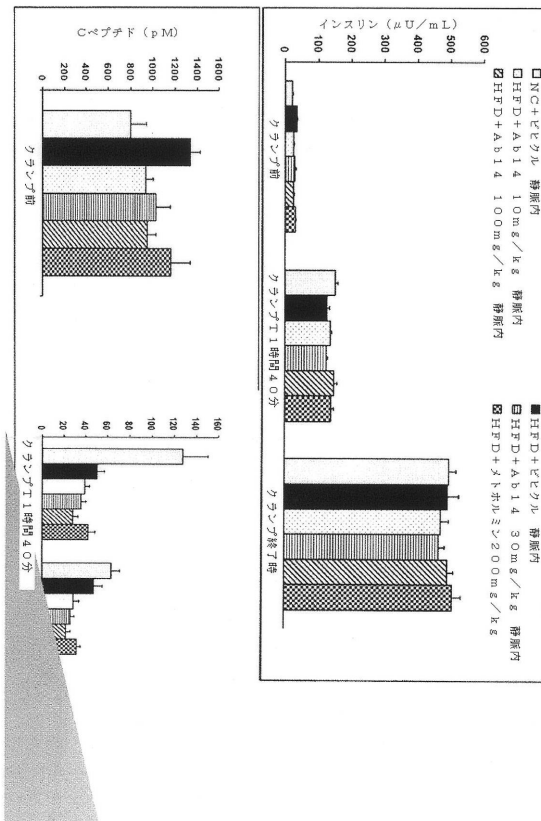 NC+ビヒクル 静脈内
HFD+ビヒクル 静脈内
HFD+Ab14 10mg/kg 静脈内
HFD+Ab14 30mg/kg 静脈内
HFD+Ab14 100mg/kg 静脈内
HFD+メトホルミン200mg/kg
インスリン（μU/mL）
600
500
400
300
200
100
0
クランプ前
クランプT1時間40分
クランプ終了時
Cペプチド（pM）
1600
1400
1200
1000
800
600
400
200
0
クランプ前
160
140
120
100
80
60
40
20
0
クランプT1時間40分